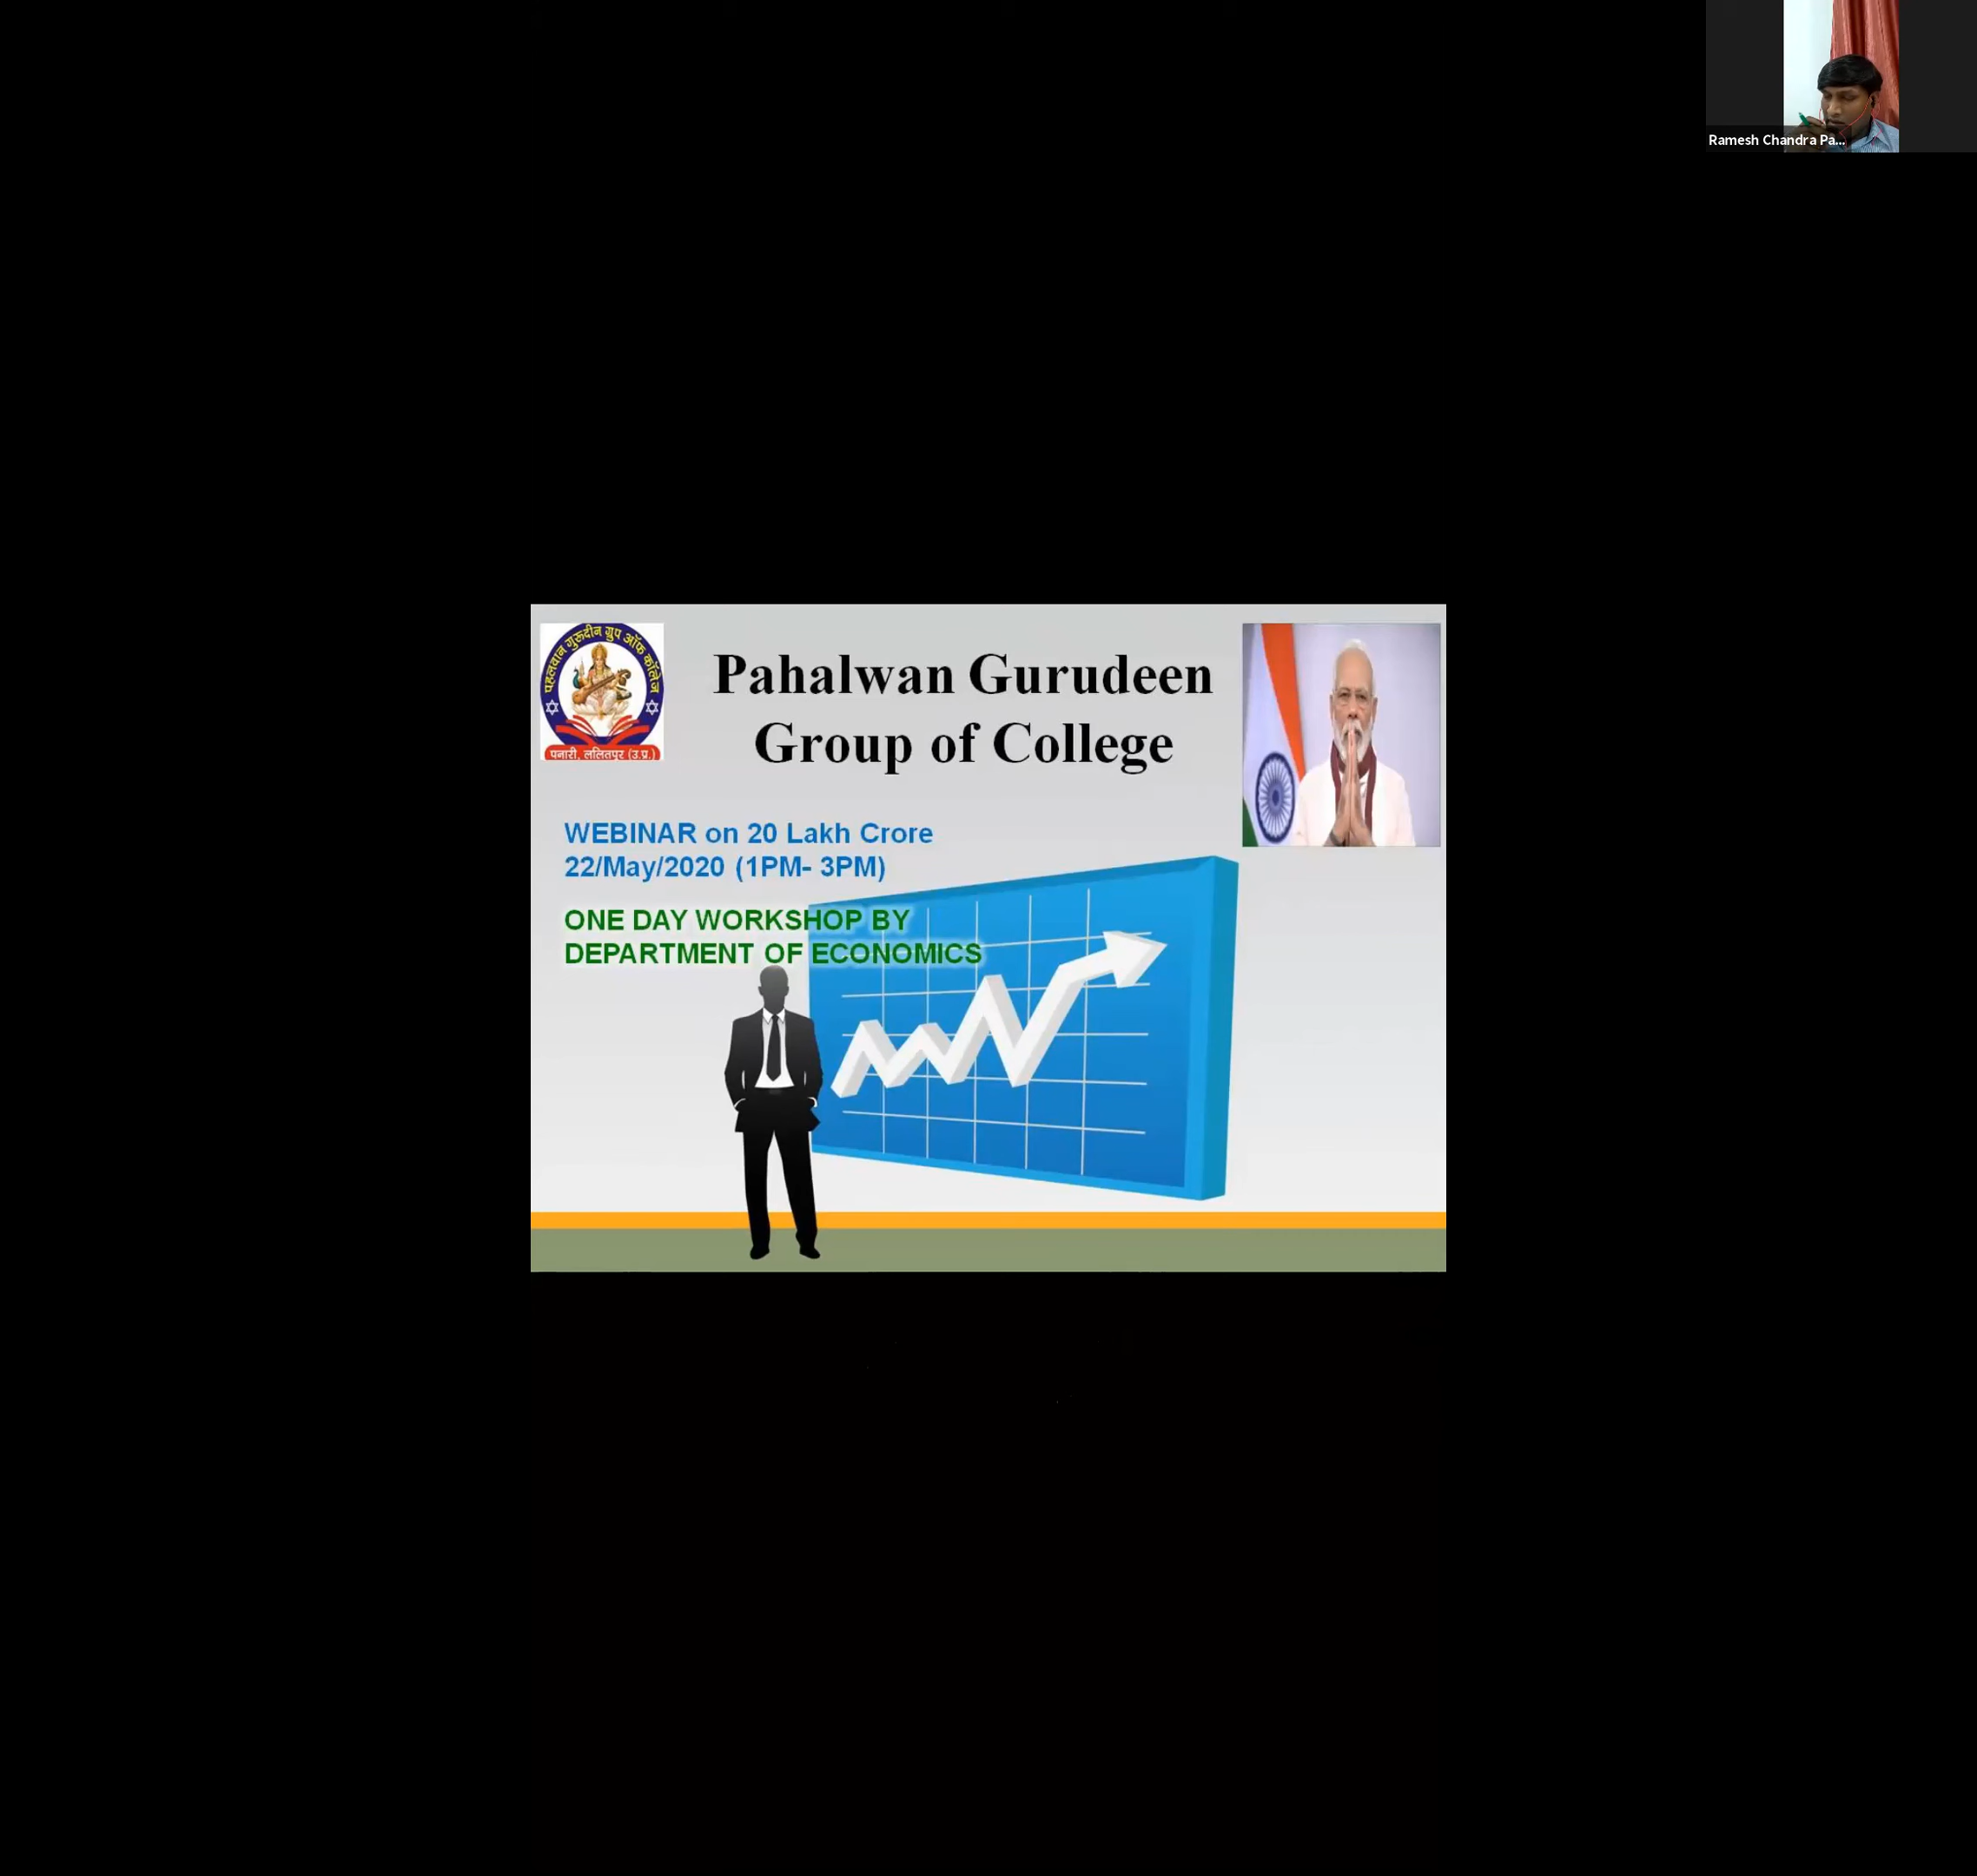 Ramesh Chandra Pa...
पहलवान गुरूदीन ग्रुप ऑफ कॉलेज
पनारी, ललितपुर (उ.प्र.)
Pahalwan Gurudeen
Group of College
WEBINAR on 20 Lakh Crore
22/May/2020 (1PM- 3PM)
ONE DAY WORKSHOP BY
DEPARTMENT OF ECONOMICS